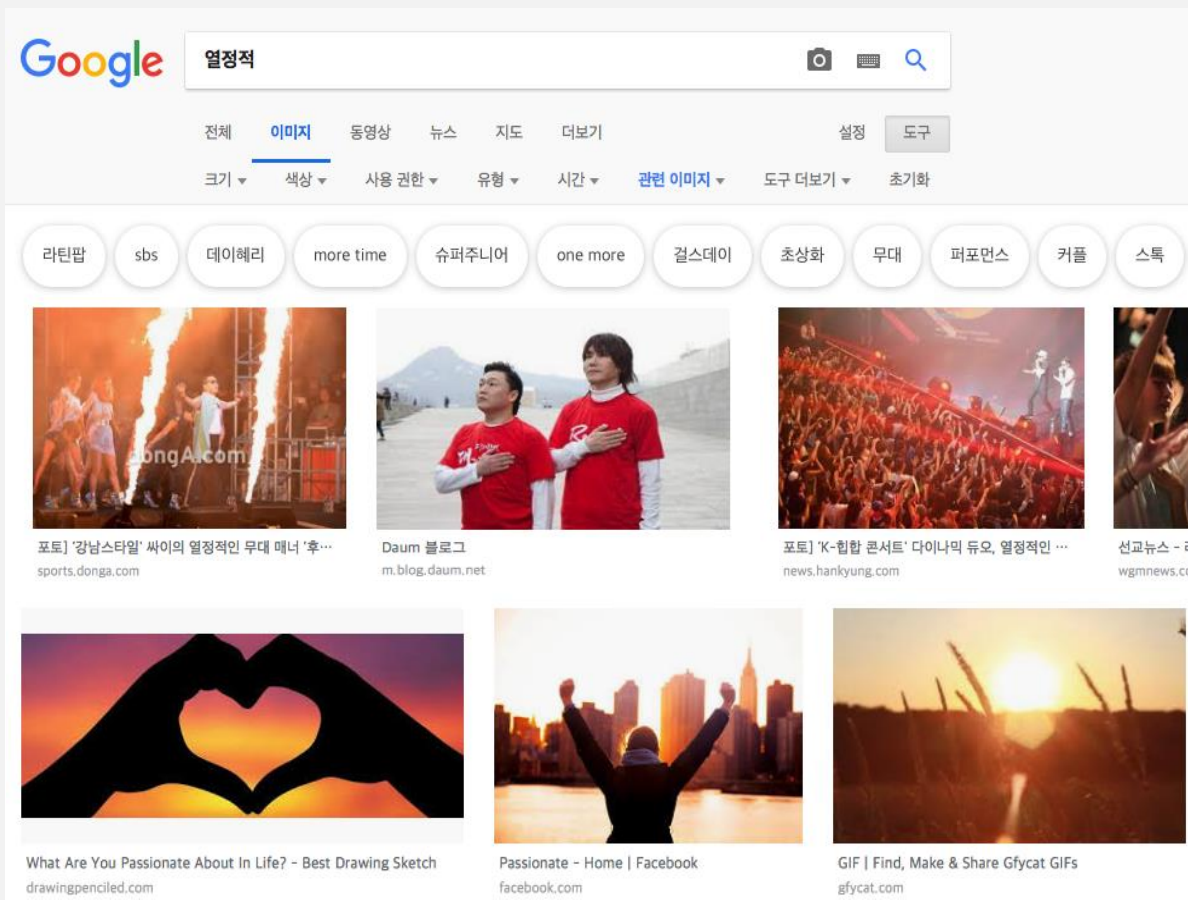 Google 열정적
전체 이미지 동영상 뉴스 지도 더보기 설정 도구
크기 색상 사용 권한 유형 시간 관련 이미지 도구 더보기 초기화
라틴팝 sbs 데이혜리 more time 슈퍼주니어 one more 걸스데이 초상화 무대 퍼포먼스 커플 스톡
dongA.com
포토] '강남스타일' 싸이의 열정적인 무대 매너 '후…
sports.donga.com
Daum 블로그
m.blog.daum.net
포토] 'K-힙합 콘서트' 다이나믹 듀오, 열정적인 …
news.hankyung.com
선교뉴스 -
wgmnews.co
What Are You Passionate About In Life? - Best Drawing Sketch
drawingpenciled.com
Passionate - Home | Facebook
facebook.com
GIF | Find, Make & Share Gfycat GIFs
gfycat.com